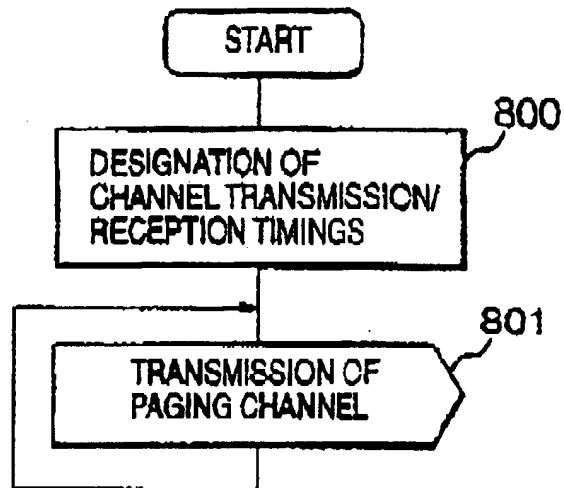 START
800
DESIGNATION OF
CHANNEL TRANSMISSION/
RECEPTION TIMINGS
801
TRANSMISSION OF
PAGING CHANNEL